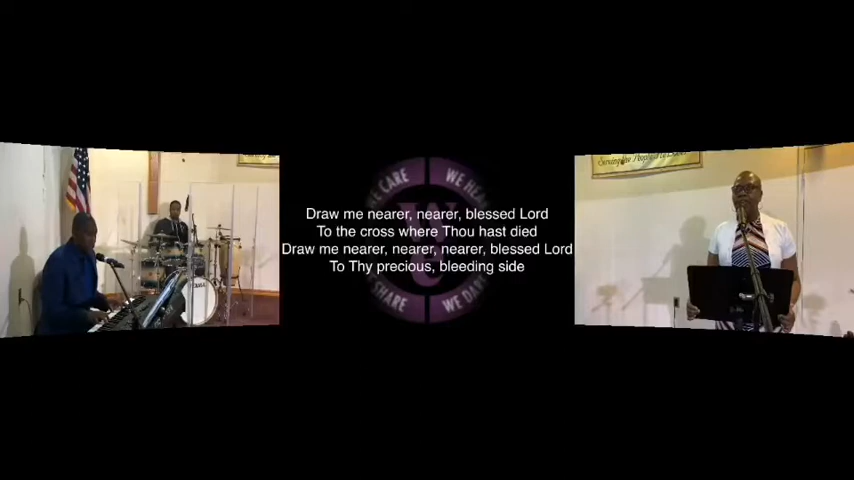 Draw me nearer, nearer, blessed Lord
To the cross where Thou hast died
Draw me nearer, nearer, nearer, blessed Lord
To Thy precious, bleeding side
WE CARE
WE SHARE
WE DARE
TAMA